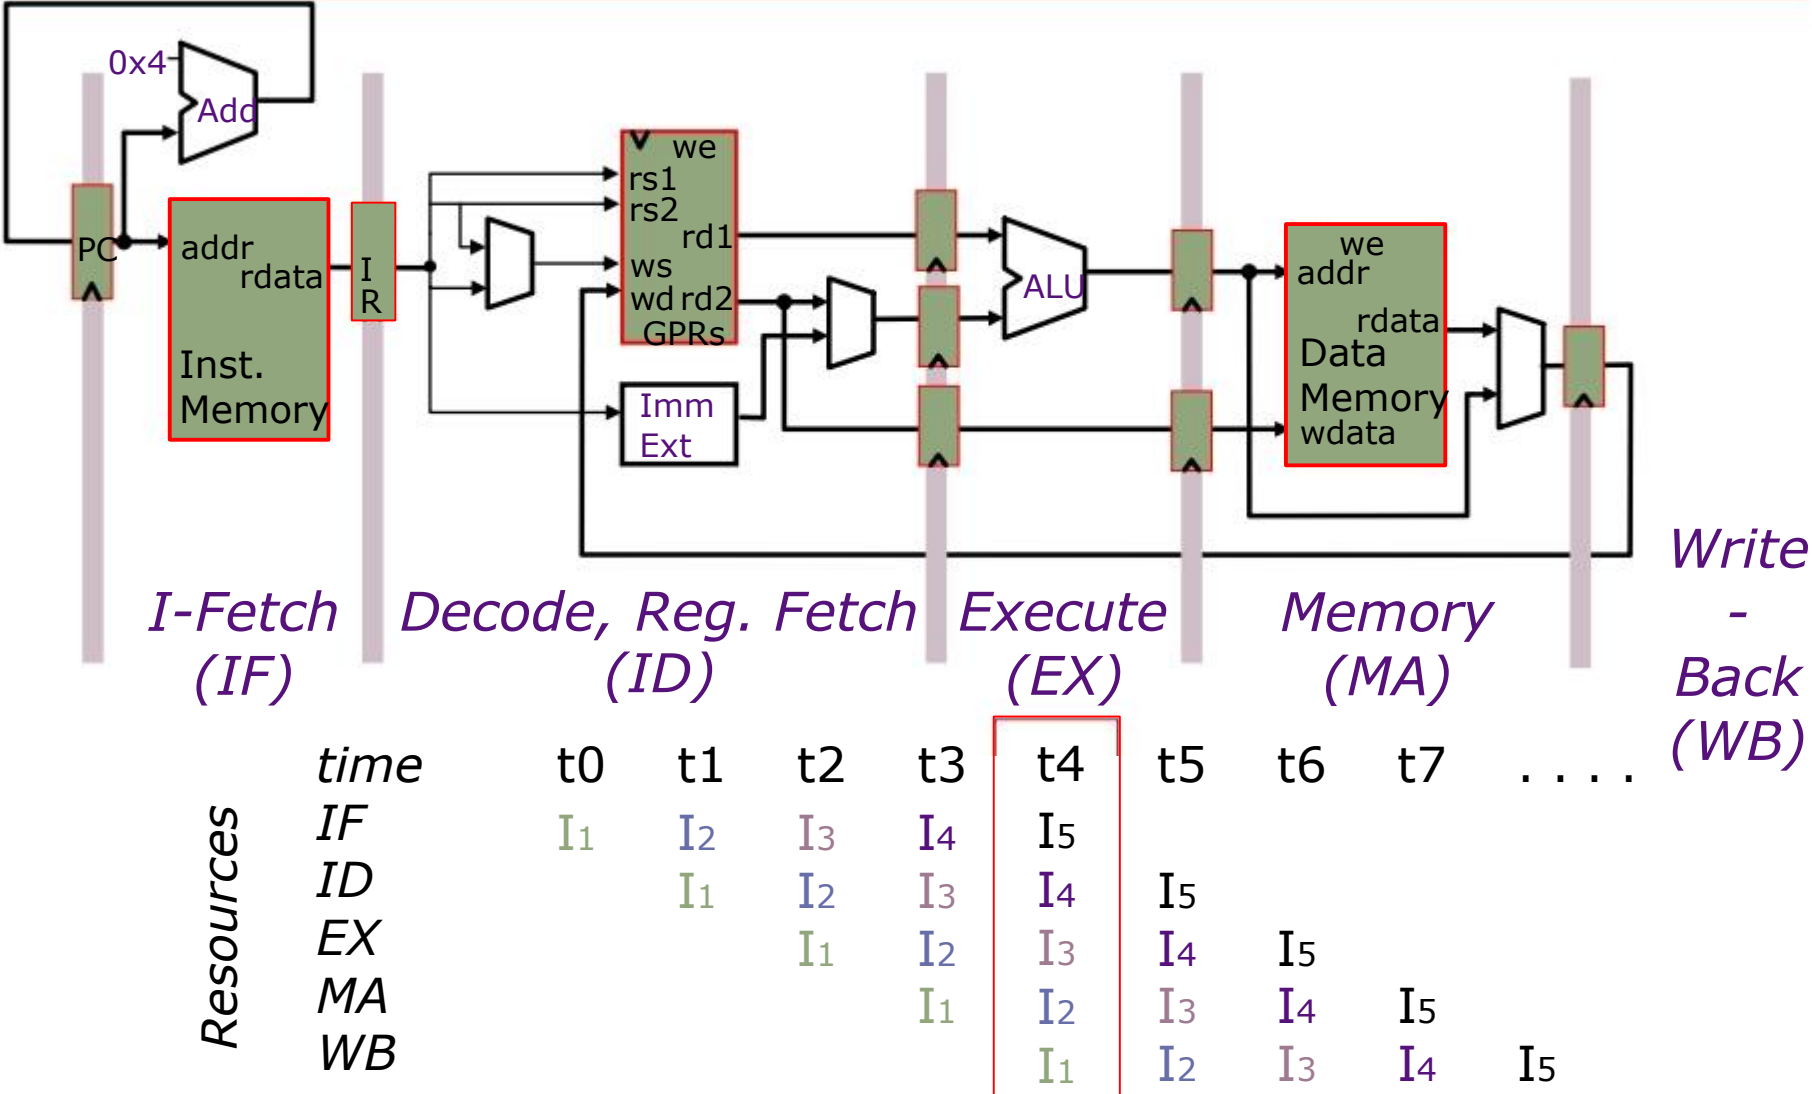 0x4
Add
PC
addr
rdata
Inst.
Memory
I
R
we
rs1
rs2
rd1
ws
wd rd2
GPRs
Imm
Ext
ALU
we
addr
rdata
Data
Memory
wdata
I-Fetch
(IF)
Decode, Reg. Fetch
(ID)
Execute
(EX)
Memory
(MA)
Write
-
Back
(WB)
time t0 t1 t2 t3 t4 t5 t6 t7 . . . .
Resources
IF I1 I2 I3 I4 I5
ID I1 I2 I3 I4 I5
EX I1 I2 I3 I4 I5
MA I1 I2 I3 I4 I5
WB I1 I2 I3 I4 I5